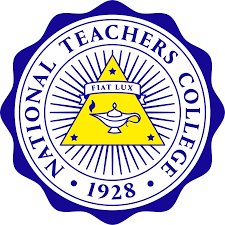 NATIONAL TEACHERS COLLEGE
FIAT LUX
• 1928 •